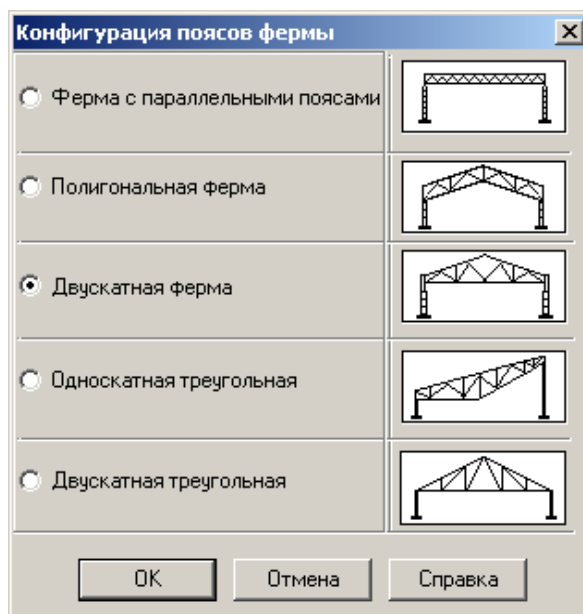 Конфигурация поясов фермы
Ферма с параллельными поясами
Полигональная ферма
Двускатная ферма
Односкатная треугольная
Двускатная треугольная
OK
Отмена
Справка